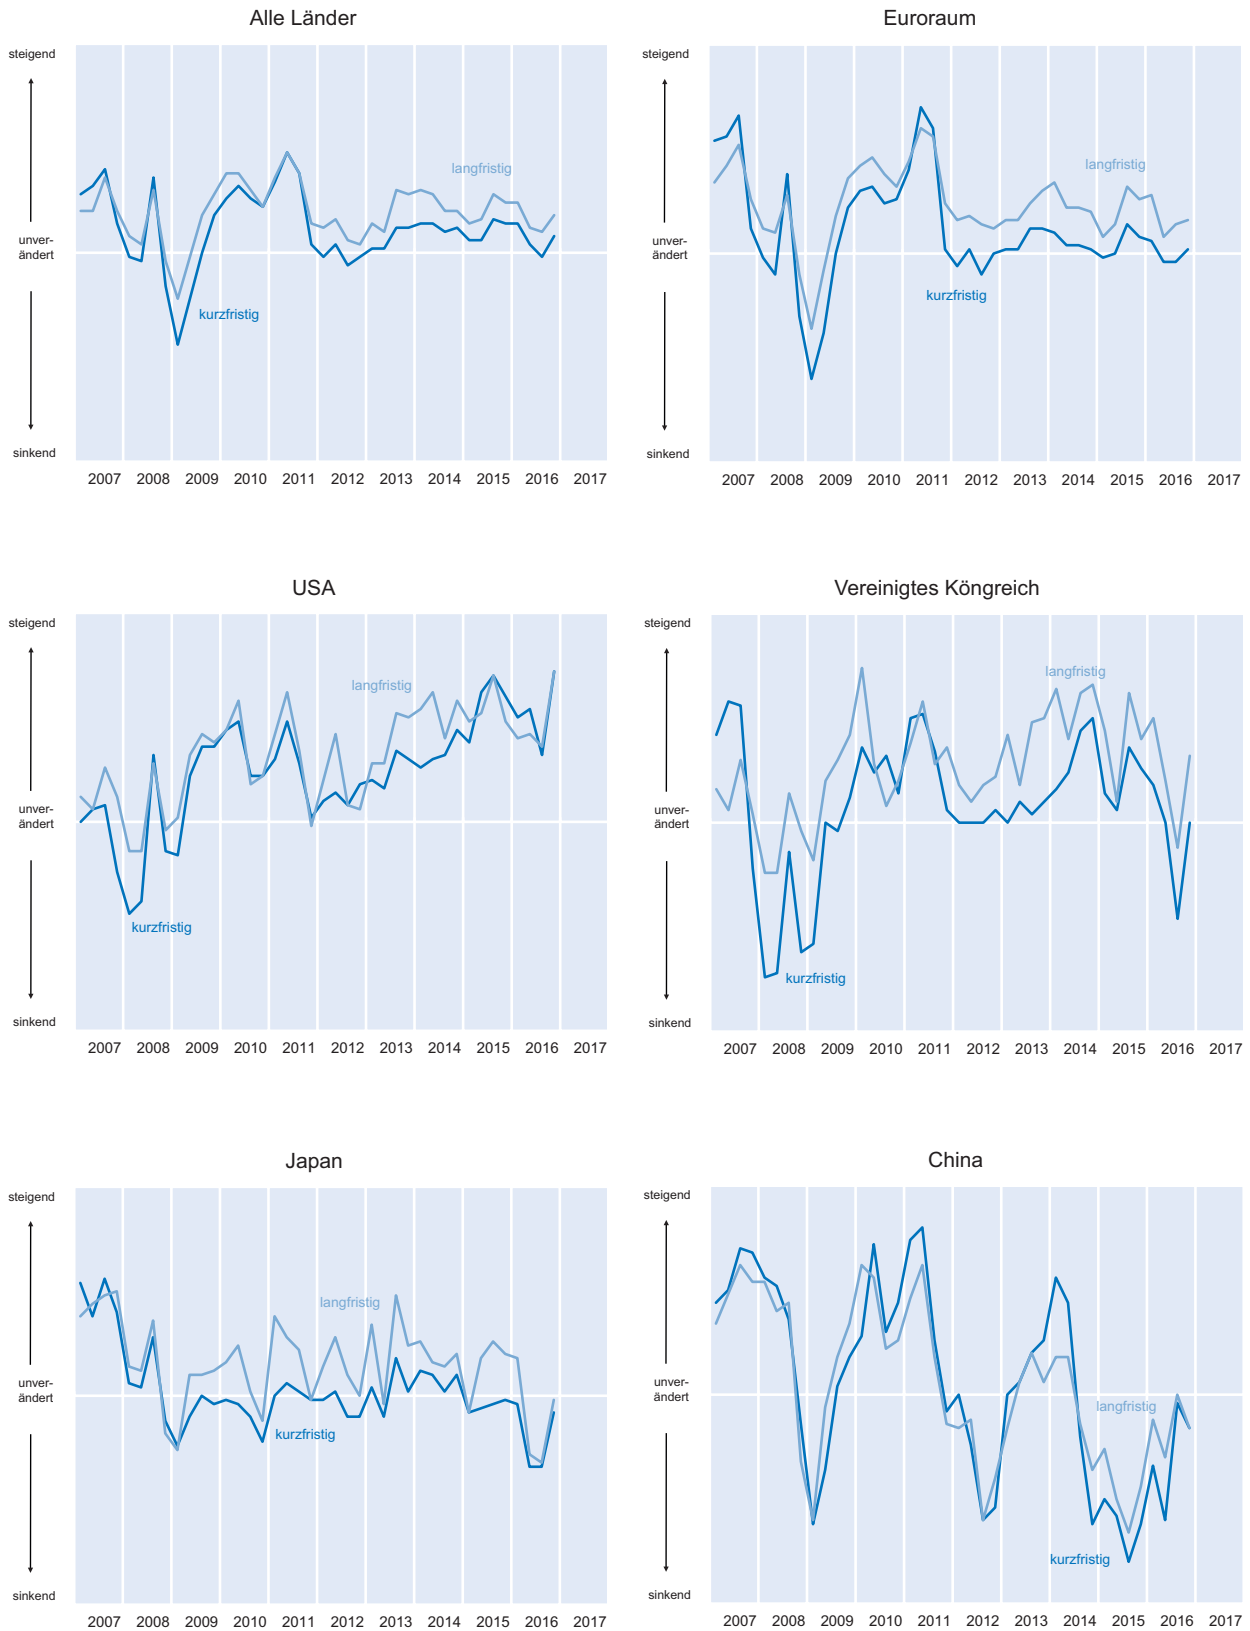 Alle Länder
steigend
unver-
ändert
sinkend
langfristig
kurzfristig
2007 2008 2009 2010 2011 2012 2013 2014 2015 2016 2017
Euroraum
steigend
unver-
ändert
sinkend
langfristig
kurzfristig
2007 2008 2009 2010 2011 2012 2013 2014 2015 2016 2017
USA
steigend
unver-
ändert
sinkend
langfristig
kurzfristig
2007 2008 2009 2010 2011 2012 2013 2014 2015 2016 2017
Vereinigtes Köngreich
steigend
unver-
ändert
sinkend
langfristig
kurzfristig
2007 2008 2009 2010 2011 2012 2013 2014 2015 2016 2017
Japan
steigend
unver-
ändert
sinkend
langfristig
kurzfristig
2007 2008 2009 2010 2011 2012 2013 2014 2015 2016 2017
China
steigend
unver-
ändert
sinkend
langfristig
kurzfristig
2007 2008 2009 2010 2011 2012 2013 2014 2015 2016 2017